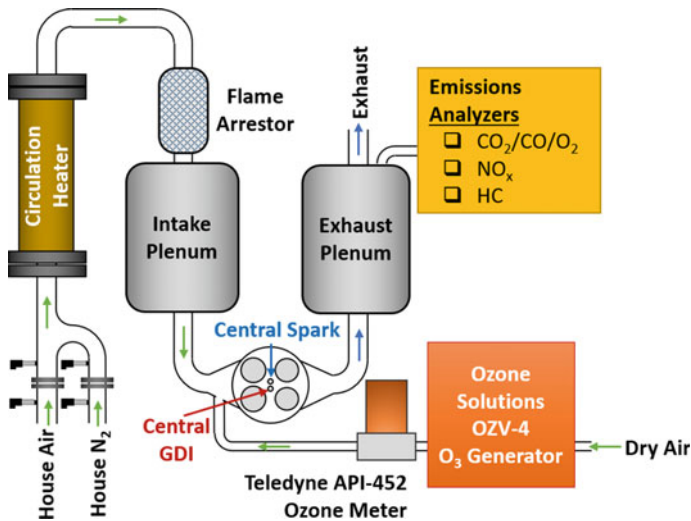 Circulation
Heater
Flame
Arrestor
Exhaust
Emissions
Analyzers
❑ CO₂/CO/O₂
❑ NOₓ
❑ HC
Intake
Plenum
Exhaust
Plenum
Central Spark
Central
GDI
House Air
House N₂
Ozone
Solutions
OZV-4
O₃ Generator
Dry Air
Teledyne API-452
Ozone Meter